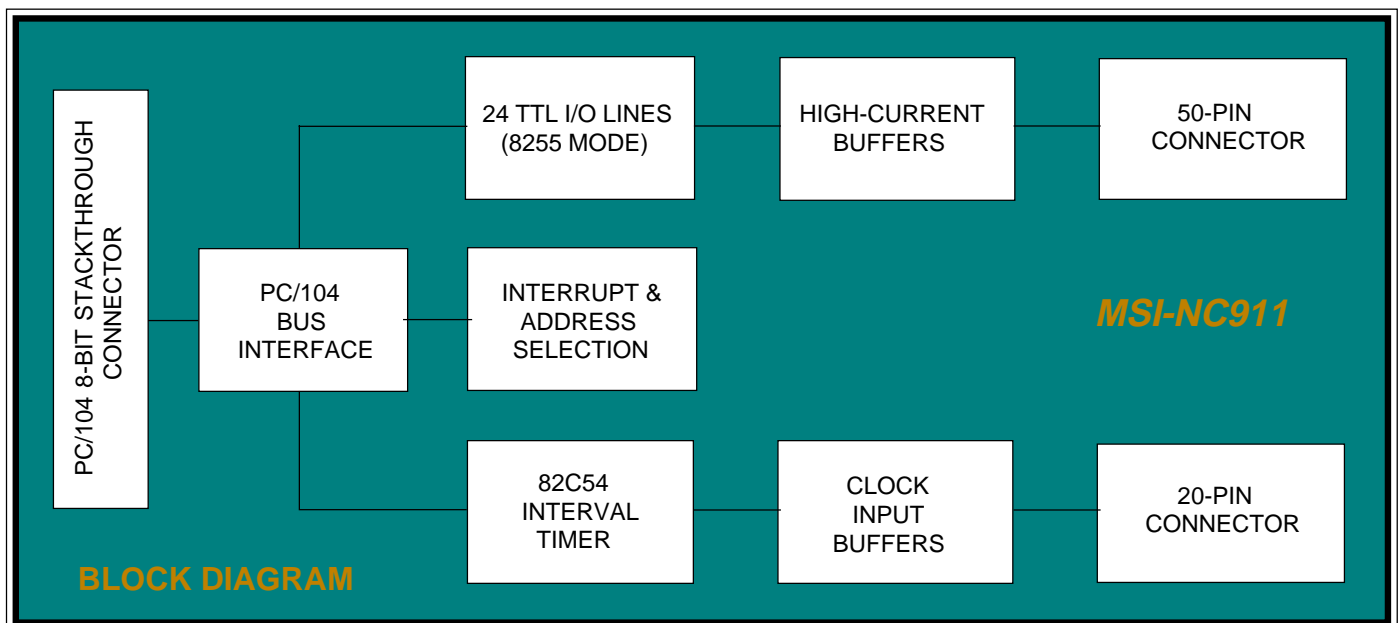 PC/104 8-BIT STACKTHROUGH
CONNECTOR
PC/104
BUS
INTERFACE
24 TTL I/O LINES
(8255 MODE)
HIGH-CURRENT
BUFFERS
50-PIN
CONNECTOR
INTERRUPT &
ADDRESS
SELECTION
MSI-NC911
82C54
INTERVAL
TIMER
CLOCK
INPUT
BUFFERS
20-PIN
CONNECTOR
BLOCK DIAGRAM